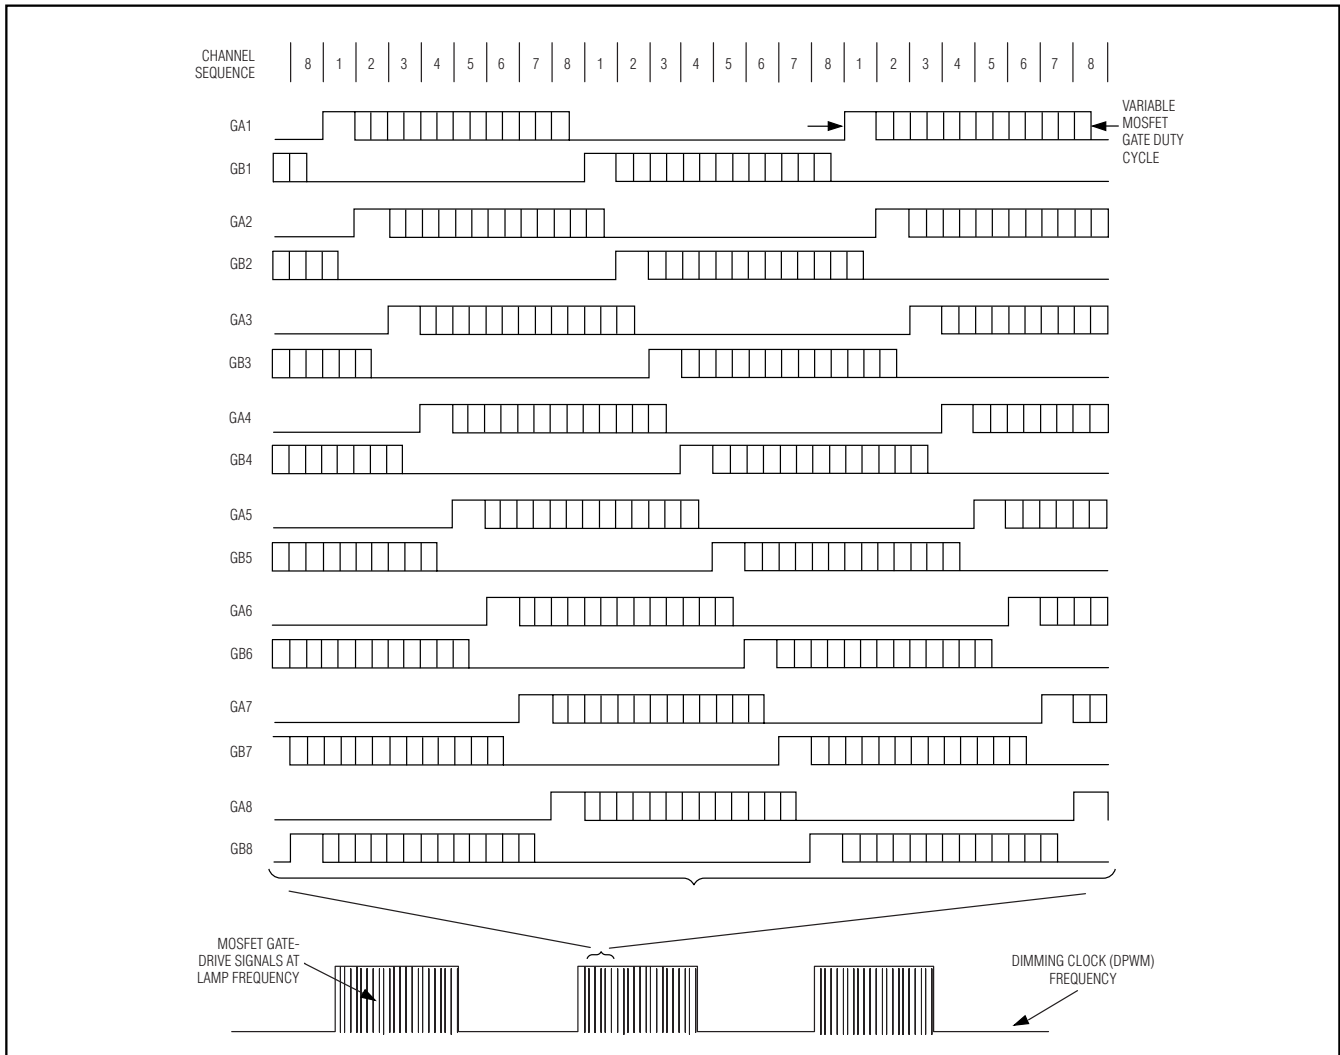 CHANNEL
SEQUENCE
8 1 2 3 4 5 6 7 8 1 2 3 4 5 6 7 8 1 2 3 4 5 6 7 8
GA1
VARIABLE
MOSFET
GATE DUTY
CYCLE
GB1
GA2
GB2
GA3
GB3
GA4
GB4
GA5
GB5
GA6
GB6
GA7
GB7
GA8
GB8
MOSFET GATE-
DRIVE SIGNALS AT
LAMP FREQUENCY
DIMMING CLOCK (DPWM)
FREQUENCY